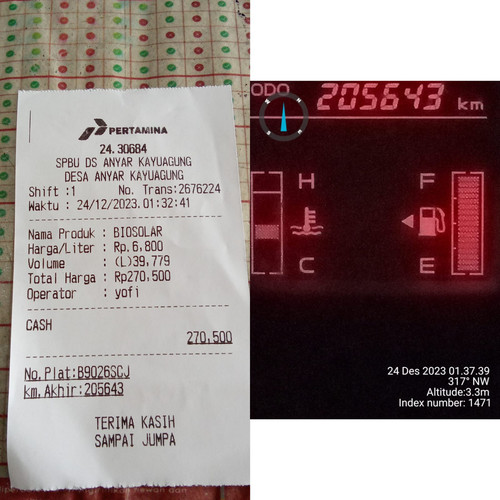 PERTAMINA
24.30684
SPBU DS ANYAR KAYUAGUNG
DESA ANYAR KAYUAGUNG
Shift :1 No. Trans:2676224
Waktu : 24/12/2023.01:32:41
Nama Produk : BIOSOLAR
Harga/Liter : Rp.6,800
Volume : (L)39,779
Total Harga : Rp270,500
Operator : yofi
CASH
270,500
No.Plat:B9026SCJ
km.Akhir:205643
TERIMA KASIH
SAMPAI JUMPA
ODO 205643 km
H
C
F
E
24 Des 2023 01.37.39
317° NW
Altitude:3.3m
Index number: 1471